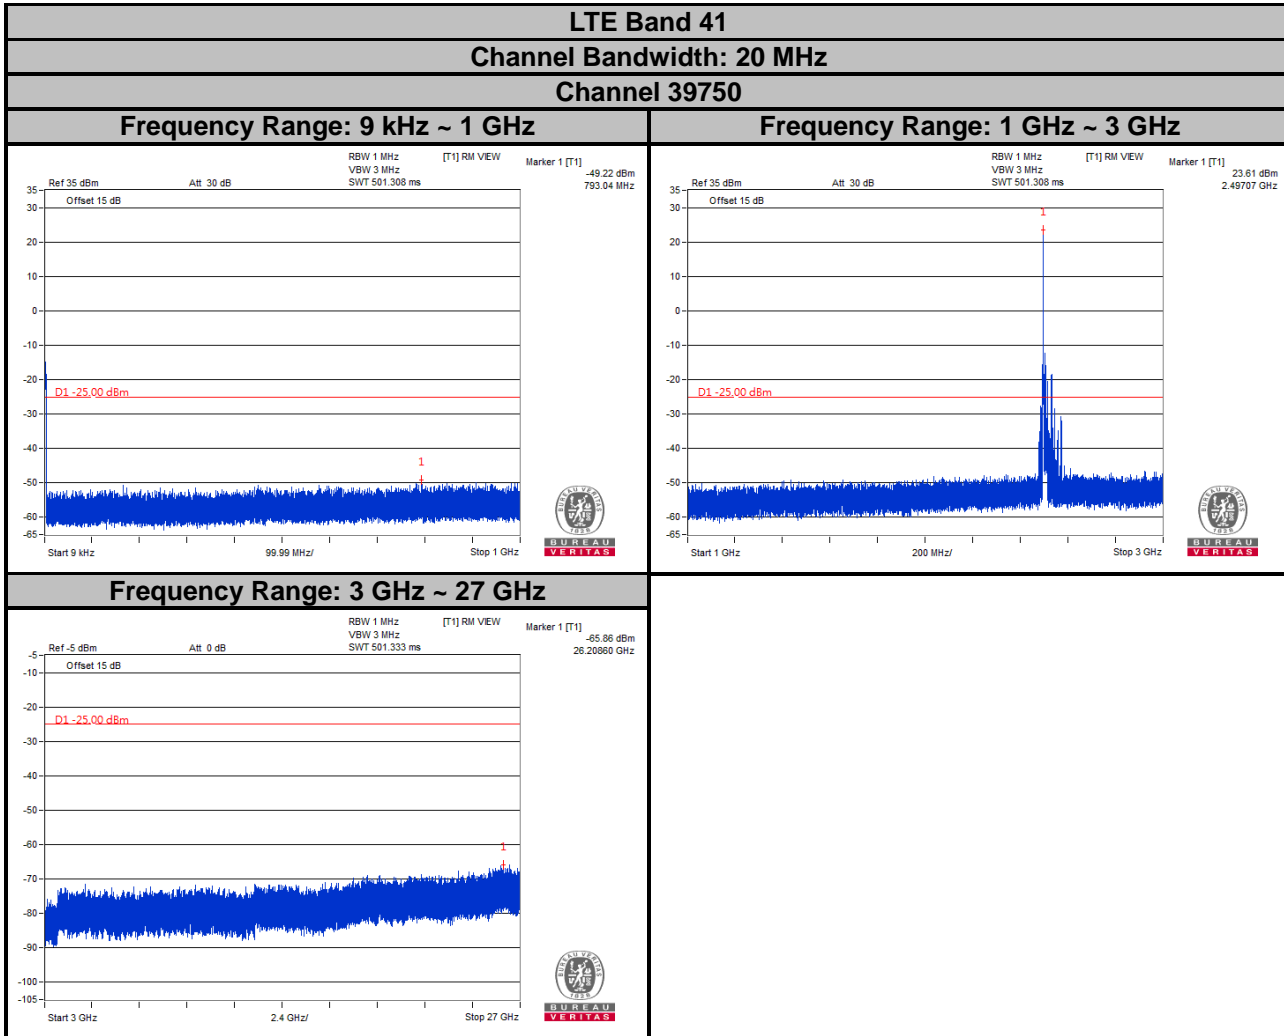 LTE Band 41
Channel Bandwidth: 20 MHz
Channel 39750
Frequency Range: 9 kHz ~ 1 GHz
Frequency Range: 1 GHz ~ 3 GHz
RBW 1 MHz [T1] RM VIEW Marker 1 [T1]
VBW 3 MHz -49.22 dBm
Ref 35 dBm Att 30 dB SWT 501.308 ms 793.04 MHz
35
Offset 15 dB
30
20
10
0
-10
-20
D1 -25.00 dBm
-30
-40
1
-50
-60
-65
Start 9 kHz 99.99 MHz/ Stop 1 GHz
BUREAU VERITAS
1828
BUREAU
VERITAS
RBW 1 MHz [T1] RM VIEW Marker 1 [T1]
VBW 3 MHz 23.61 dBm
Ref 35 dBm Att 30 dB SWT 501.308 ms 2.49707 GHz
35
Offset 15 dB
30
1
20
10
0
-10
-20
D1 -25.00 dBm
-30
-40
-50
-60
-65
Start 1 GHz 200 MHz/ Stop 3 GHz
BUREAU VERITAS
1828
BUREAU
VERITAS
Frequency Range: 3 GHz ~ 27 GHz
RBW 1 MHz [T1] RM VIEW Marker 1 [T1]
VBW 3 MHz -65.86 dBm
Ref -5 dBm Att 0 dB SWT 501.333 ms 26.20860 GHz
-5
Offset 15 dB
-10
-20
D1 -25.00 dBm
-30
-40
-50
-60
1
-70
-80
-90
-100
-105
Start 3 GHz 2.4 GHz/ Stop 27 GHz
BUREAU VERITAS
1828
BUREAU
VERITAS